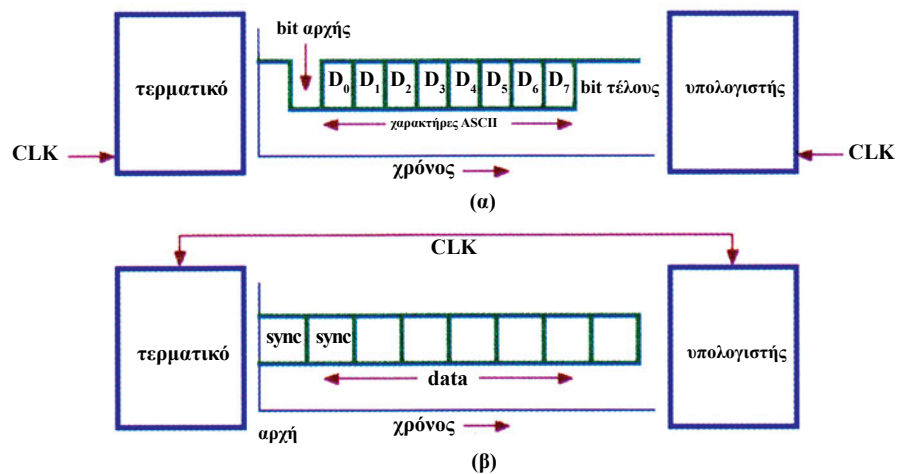 bit αρχής
τερματικό
D0 D1 D2 D3 D4 D5 D6 D7
bit τέλους
υπολογιστής
χαρακτήρες ASCII
CLK
CLK
χρόνος
(α)
CLK
τερματικό
sync sync
υπολογιστής
data
αρχή
χρόνος
(β)